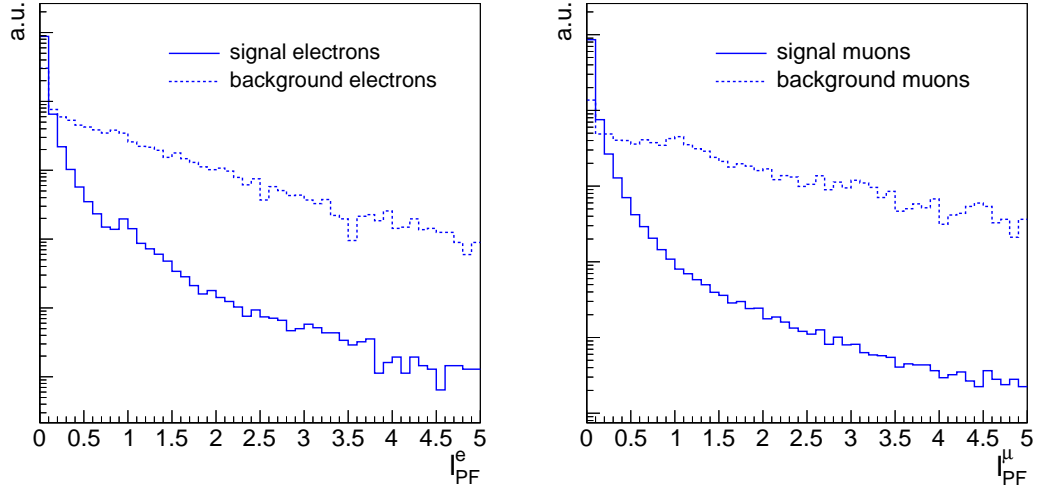 a.u.
signal electrons
background electrons
0 0.5 1 1.5 2 2.5 3 3.5 4 4.5 5
I_PF^e
a.u.
signal muons
background muons
0 0.5 1 1.5 2 2.5 3 3.5 4 4.5 5
I_PF^μ